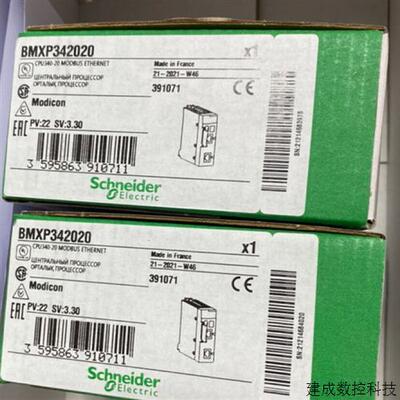 BMXP342020
x1
CPU340-20 MODBUS ETHERNET
Made in France
ЦЕНТРАЛЬНЫЙ ПРОЦЕССОР
21-2021-W46
ОРТАЛЫҚ ПРОЦЕССОР
391071
CE
Modicon
EAC
PV:22 SV:3.30
3 595863 910711
Schneider
Electric
BMXP342020
x1
CPU340-20 MODBUS ETHERNET
Made in France
ЦЕНТРАЛЬНЫЙ ПРОЦЕССОР
21-2021-W46
ОРТАЛЫҚ ПРОЦЕССОР
391071
CE
Modicon
EAC
PV:22 SV:3.30
3 595863 910711
Schneider
Electric
建成数控科技